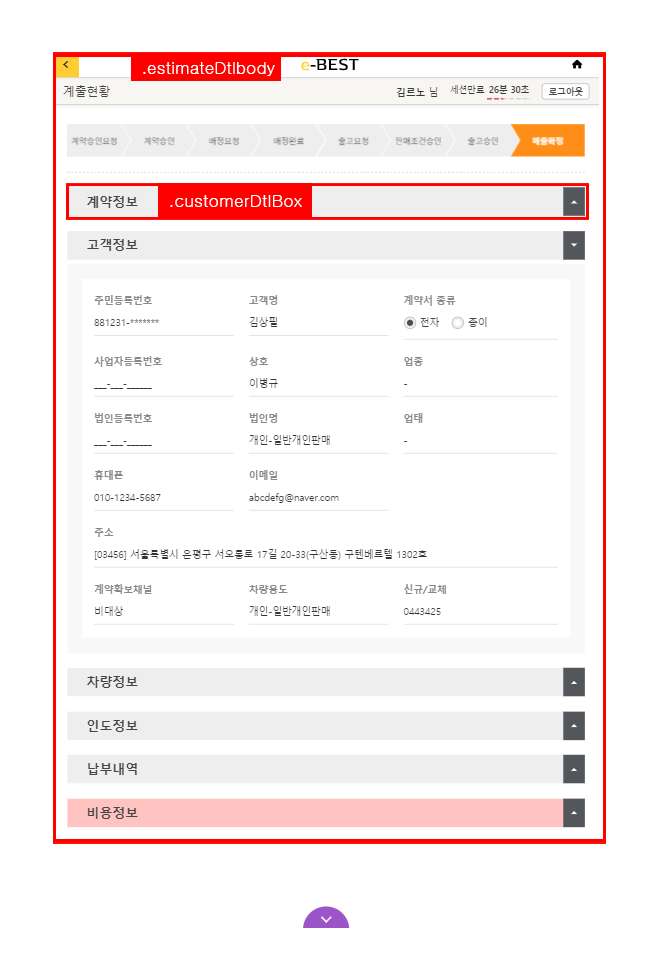 .estimateDtlbody
e-BEST
계출현황
김르노 님 세션만료 26분 30초 로그아웃
계약승인요청 계약승인 배정요청 배정완료 출고요청 판매조건승인 출고승인 매출확정
계약정보 .customerDtlBox
고객정보
주민등록번호 고객명 계약서 종류
881231-******* 김상필 전자 종이
사업자등록번호 상호 업종
___-___-______ 이병규 -
법인등록번호 법인명 업태
___-___-______ 개인-일반개인판매 -
휴대폰 이메일
010-1234-5687 abcdefg@naver.com
주소
[03456] 서울특별시 은평구 서오릉로 17길 20-33(구산동) 구텐베르텔 1302호
계약확보채널 차량용도 신규/교체
비대상 개인-일반개인판매 0443425
차량정보
인도정보
납부내역
비용정보